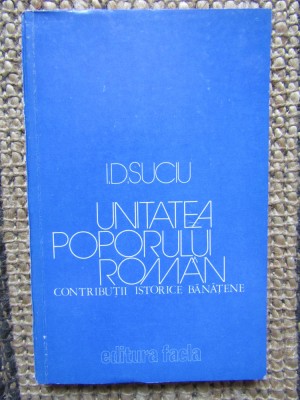 I.D.SUCIU
UNITATEA
POPORULUI
ROMÂN
CONTRIBUȚII ISTORICE BĂNĂȚENE
editura facla